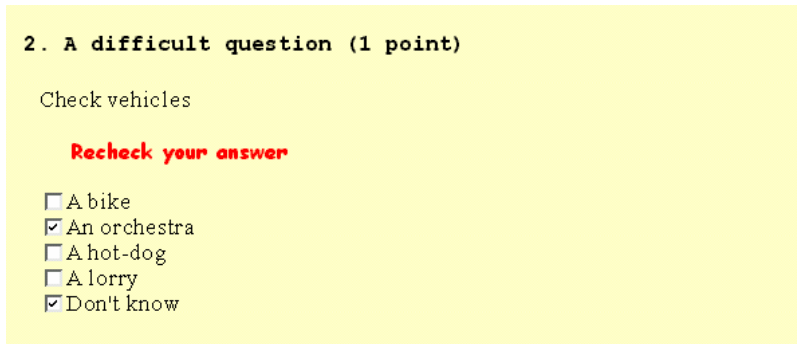 2. A difficult question (1 point)
Check vehicles
Recheck your answer
A bike
An orchestra
A hot-dog
A lorry
Don't know